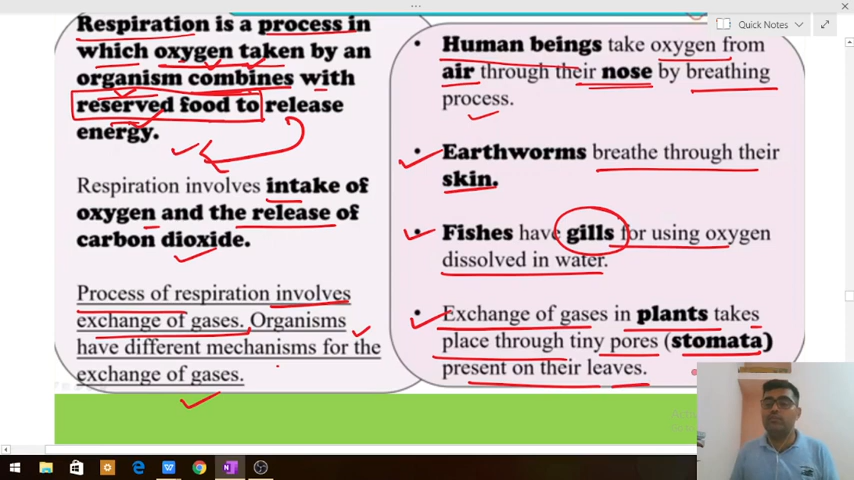 Quick Notes
Respiration is a process in
which oxygen taken by an
organism combines with
reserved food to release
energy.
Respiration involves intake of
oxygen and the release of
carbon dioxide.
Process of respiration involves
exchange of gases. Organisms
have different mechanisms for the
exchange of gases.
• Human beings take oxygen from
air through their nose by breathing
process.
• Earthworms breathe through their
skin.
• Fishes have gills for using oxygen
dissolved in water.
• Exchange of gases in plants takes
place through tiny pores (stomata)
present on their leaves.